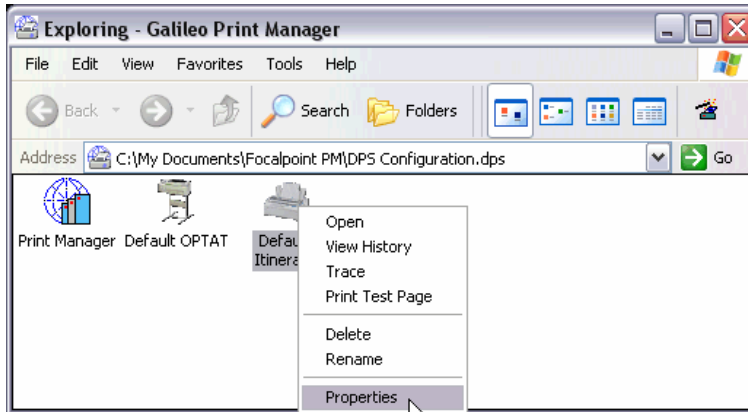 Exploring - Galileo Print Manager
File Edit View Favorites Tools Help
Back Search Folders
Address C:\My Documents\Focalpoint PM\DPS Configuration.dps Go
Print Manager Default OPTAT
Open
View History
Trace
Print Test Page
Delete
Rename
Properties